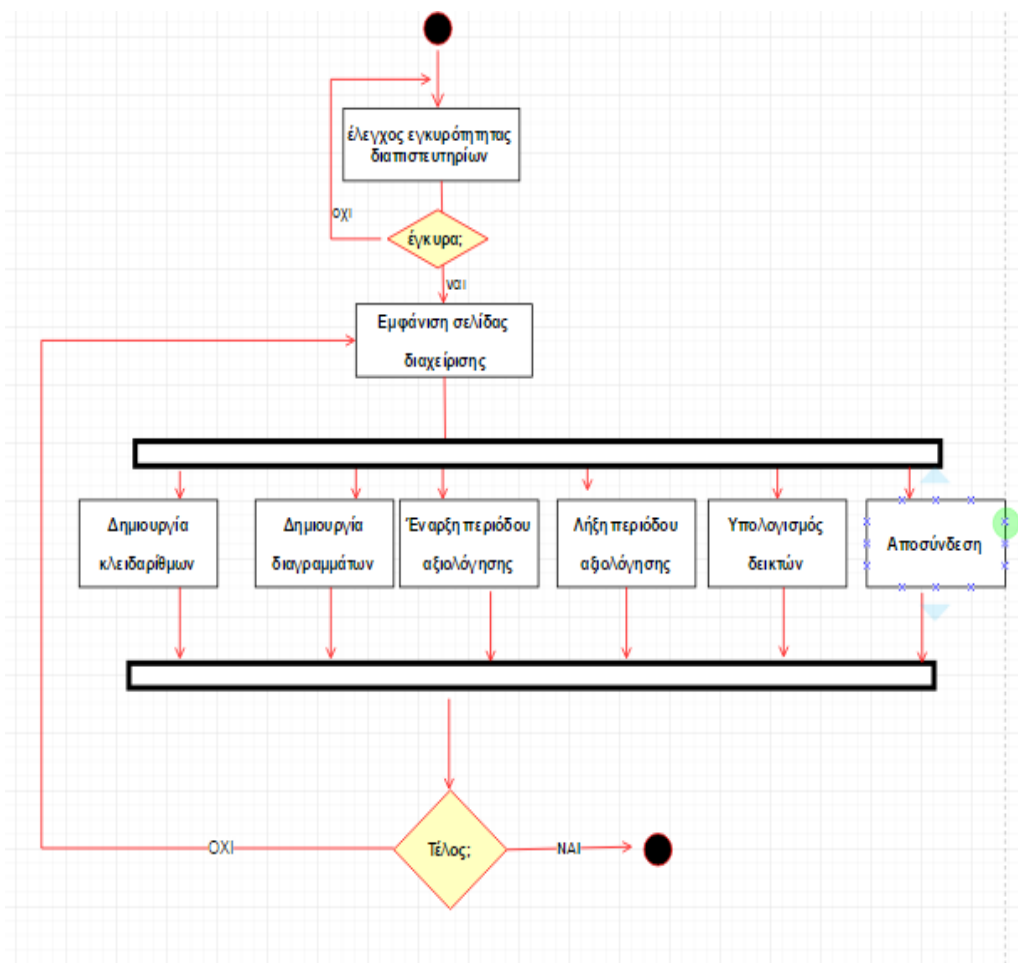 έλεγχος εγκυρότητητας
διαπιστευτηρίων
οχι
έγκυρα;
ναι
Εμφάνιση σελίδας
διαχείρισης
Δημιουργία
κλειδαρίθμων
Δημιουργία
διαγραμμάτων
Έναρξη περιόδου
αξιολόγησης
Λήξη περιόδου
αξιολόγησης
Υπολογισμός
δεικτών
Αποσύνδεση
ΟΧΙ
Τέλος;
ΝΑΙ